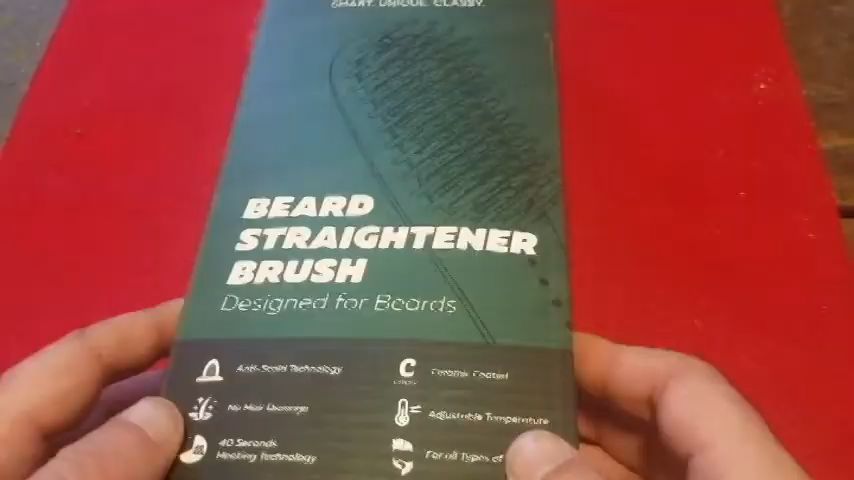 SMART. UNIQUE. CLASSY.
BEARD
STRAIGHTENER
BRUSH
Designed for Beards
Anti-Scald Technology
No Hair Damage
40 Seconds
Heating Technology
C
Ceramic Coated
Adjustable Temperature
For all Types of